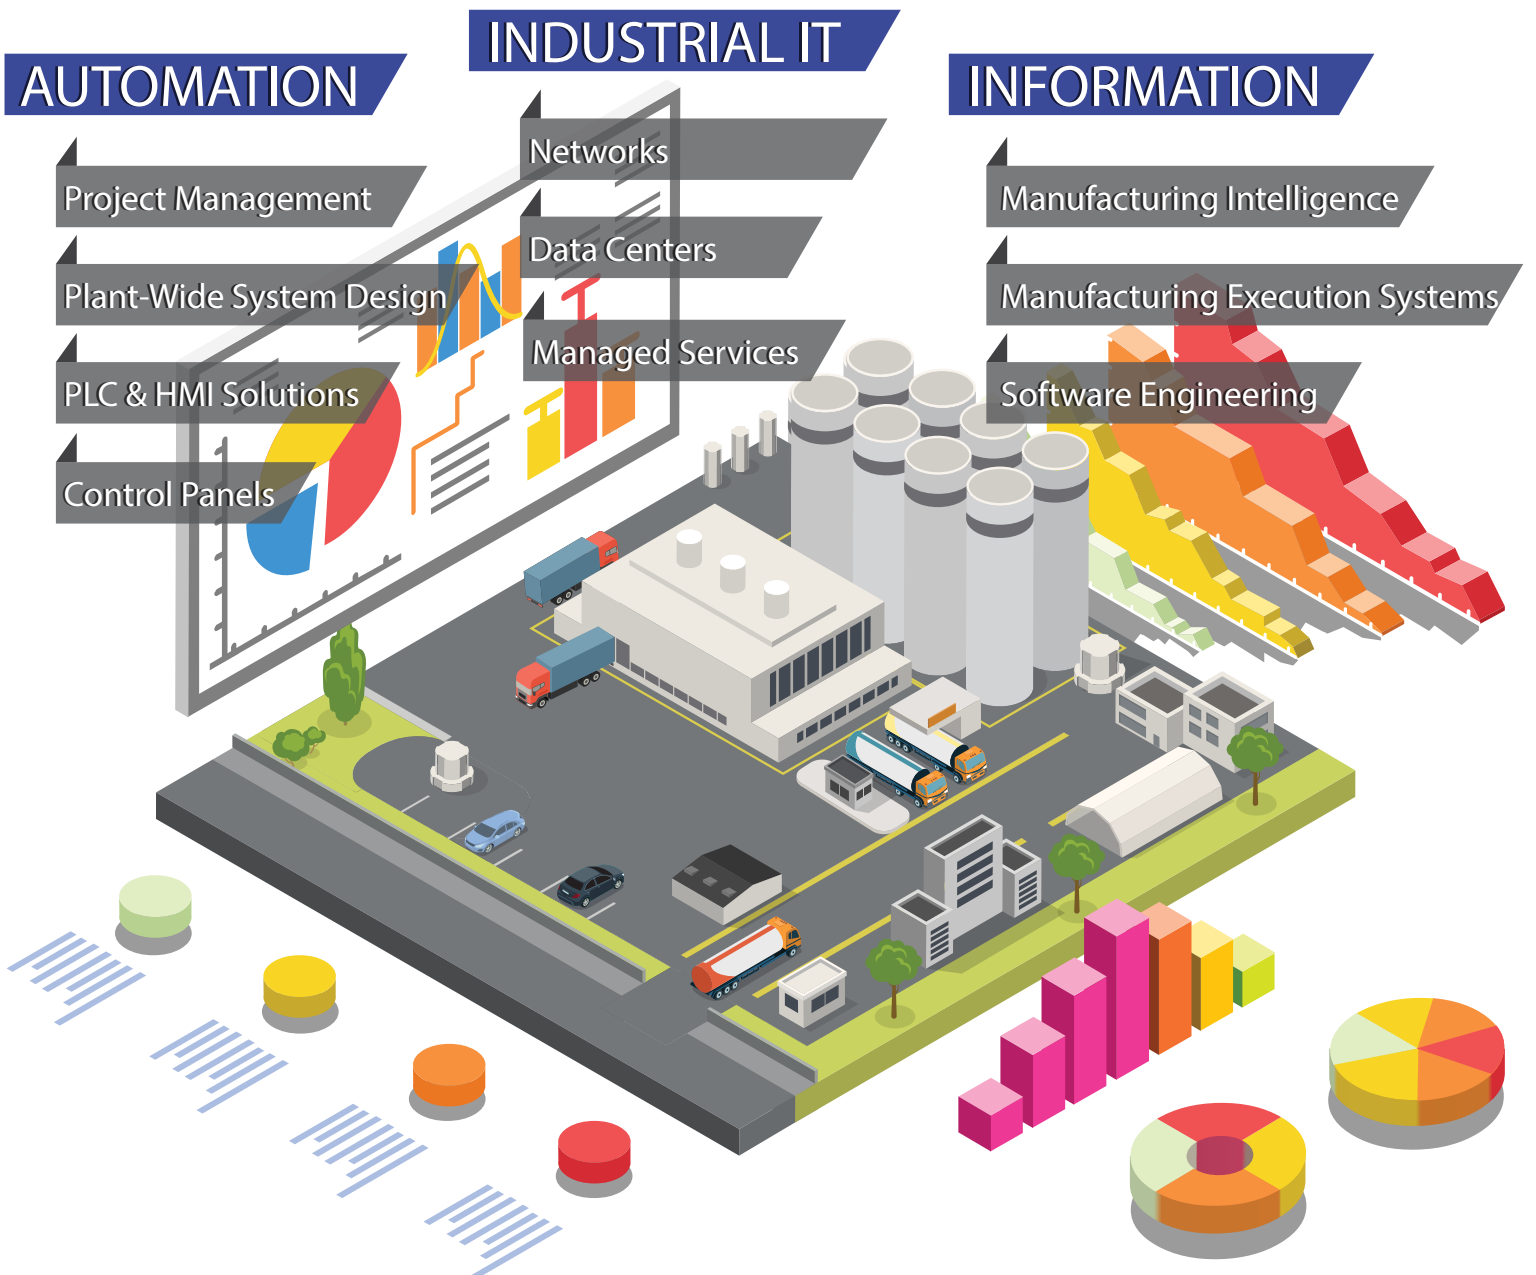 AUTOMATION
Project Management
Plant-Wide System Design
PLC & HMI Solutions
Control Panels
INDUSTRIAL IT
Networks
Data Centers
Managed Services
INFORMATION
Manufacturing Intelligence
Manufacturing Execution Systems
Software Engineering